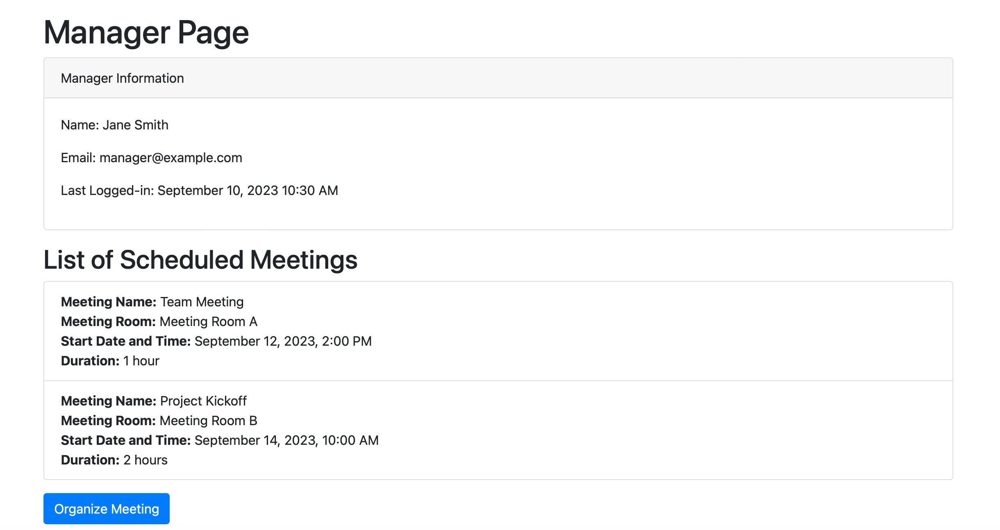 Manager Page
Manager Information
Name: Jane Smith
Email: manager@example.com
Last Logged-in: September 10, 2023 10:30 AM
List of Scheduled Meetings
Meeting Name: Team Meeting
Meeting Room: Meeting Room A
Start Date and Time: September 12, 2023, 2:00 PM
Duration: 1 hour
Meeting Name: Project Kickoff
Meeting Room: Meeting Room B
Start Date and Time: September 14, 2023, 10:00 AM
Duration: 2 hours
Organize Meeting